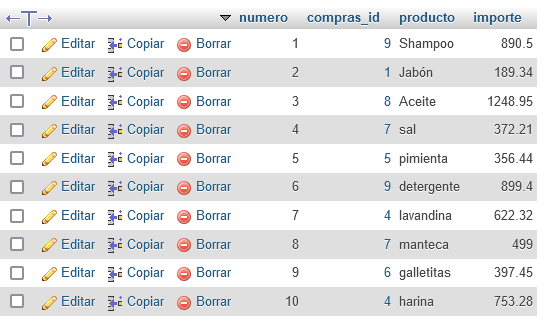 numero compras_id producto importe
Editar Copiar Borrar 1 9 Shampoo 890.5
Editar Copiar Borrar 2 1 Jabón 189.34
Editar Copiar Borrar 3 8 Aceite 1248.95
Editar Copiar Borrar 4 7 sal 372.21
Editar Copiar Borrar 5 5 pimienta 356.44
Editar Copiar Borrar 6 9 detergente 899.4
Editar Copiar Borrar 7 4 lavandina 622.32
Editar Copiar Borrar 8 7 manteca 499
Editar Copiar Borrar 9 6 galletitas 397.45
Editar Copiar Borrar 10 4 harina 753.28